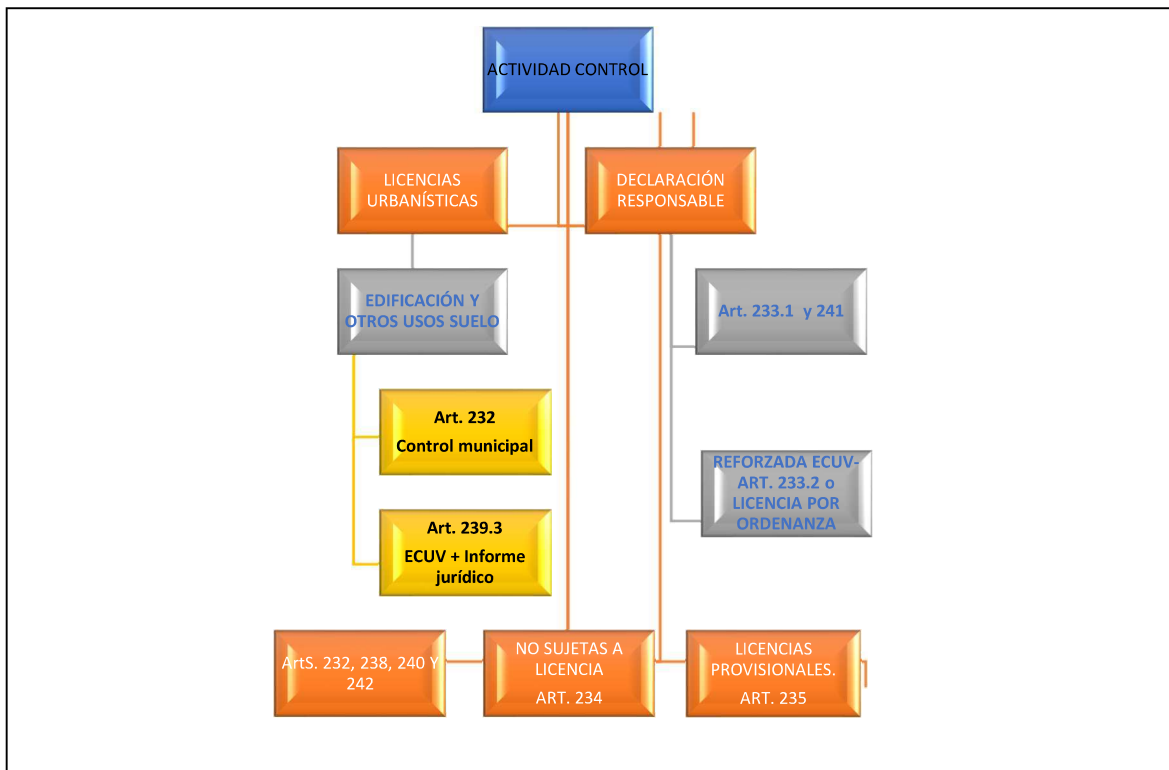 ACTIVIDAD CONTROL
LICENCIAS
URBANÍSTICAS
DECLARACIÓN
RESPONSABLE
EDIFICACIÓN Y
OTROS USOS SUELO
Art. 233.1 y 241
Art. 232
Control municipal
REFORZADA ECUV-
ART. 233.2 o
LICENCIA POR
ORDENANZA
Art. 239.3
ECUV + Informe
jurídico
ArtS. 232, 238, 240 Y
242
NO SUJETAS A
LICENCIA
ART. 234
LICENCIAS
PROVISIONALES.
ART. 235